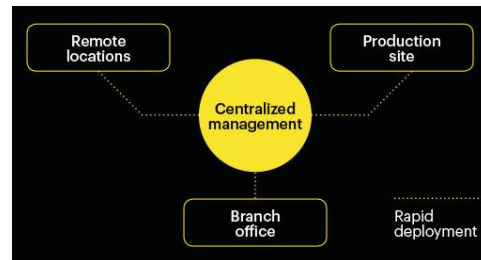 Remote
locations
Production
site
Centralized
management
Branch
office
Rapid
deployment